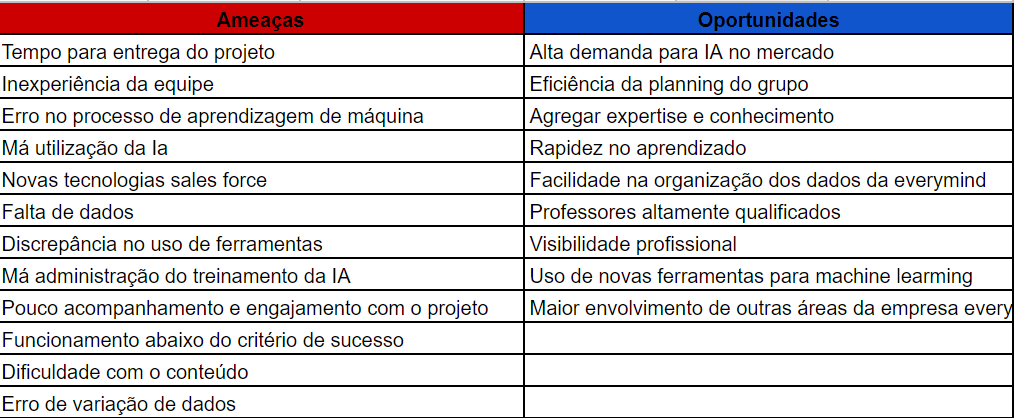 Ameaças Oportunidades
Tempo para entrega do projeto Alta demanda para IA no mercado
Inexperiência da equipe Eficiência da planning do grupo
Erro no processo de aprendizagem de máquina Agregar expertise e conhecimento
Má utilização da Ia Rapidez no aprendizado
Novas tecnologias sales force Facilidade na organização dos dados da everymind
Falta de dados Professores altamente qualificados
Discrepância no uso de ferramentas Visibilidade profissional
Má administração do treinamento da IA Uso de novas ferramentas para machine learming
Pouco acompanhamento e engajamento com o projeto Maior envolvimento de outras áreas da empresa every
Funcionamento abaixo do critério de sucesso
Dificuldade com o conteúdo
Erro de variação de dados